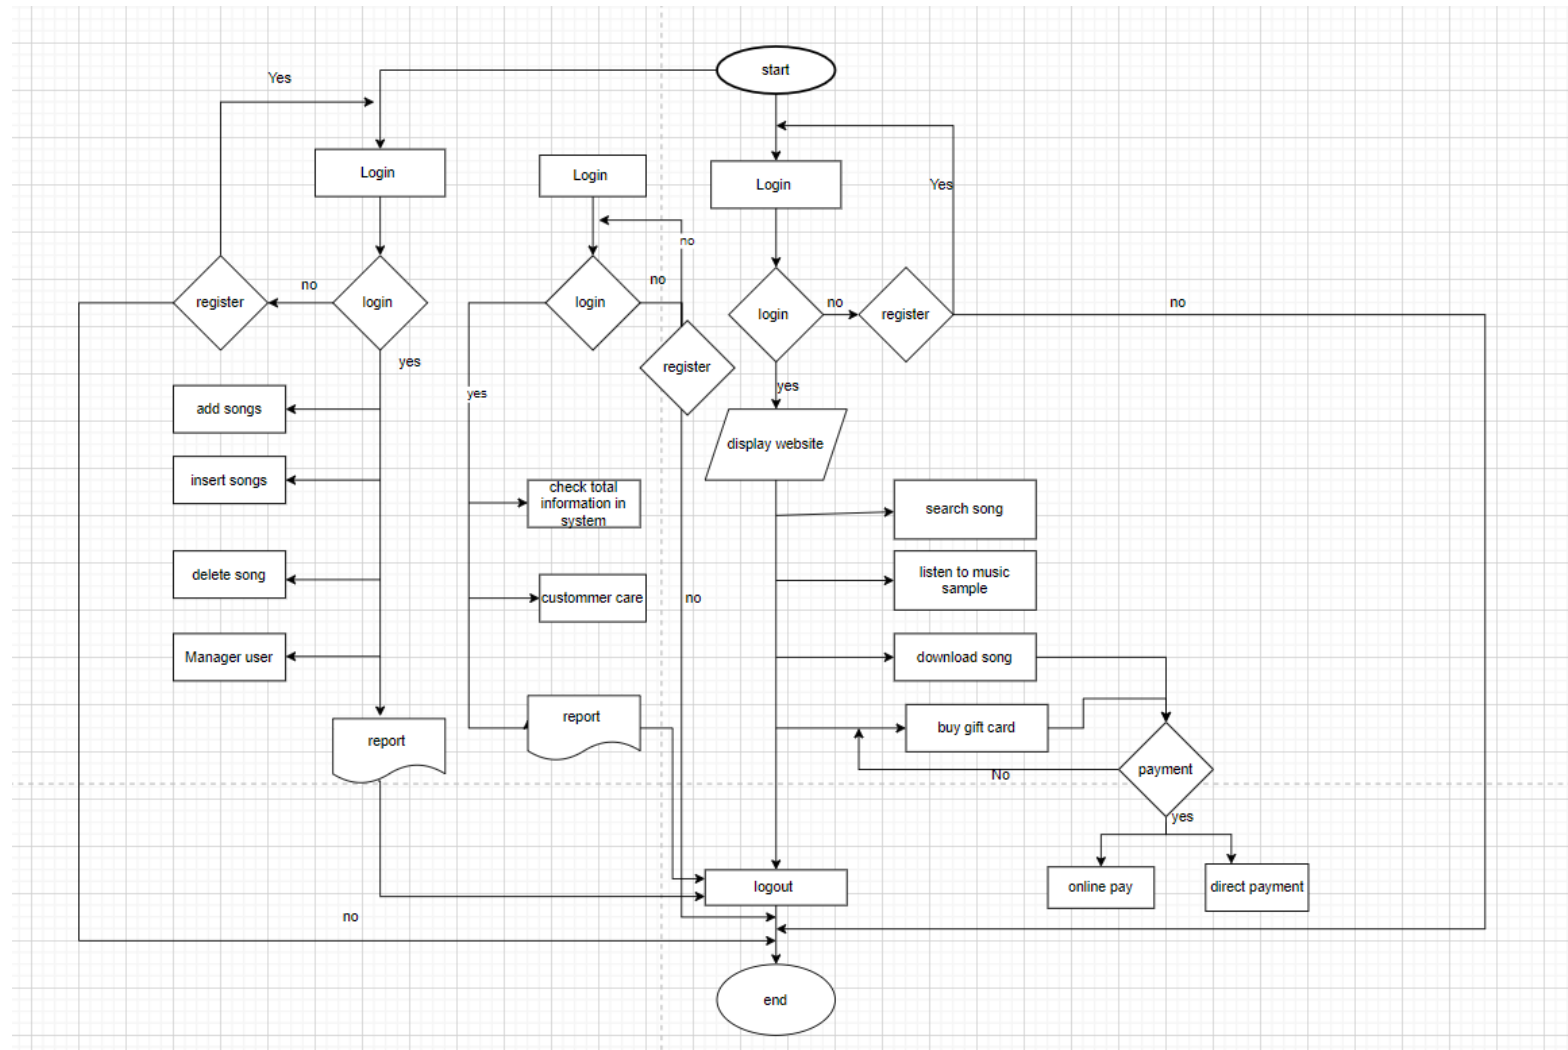 start
Yes
Login
Login
Login
Yes
no
no
no
register
login
login
no
login
register
no
yes
register
yes
yes
add songs
display website
insert songs
check total
information in
system
search song
delete song
custommer care
no
listen to music
sample
Manager user
download song
report
report
buy gift card
payment
No
yes
logout
online pay
direct payment
no
end